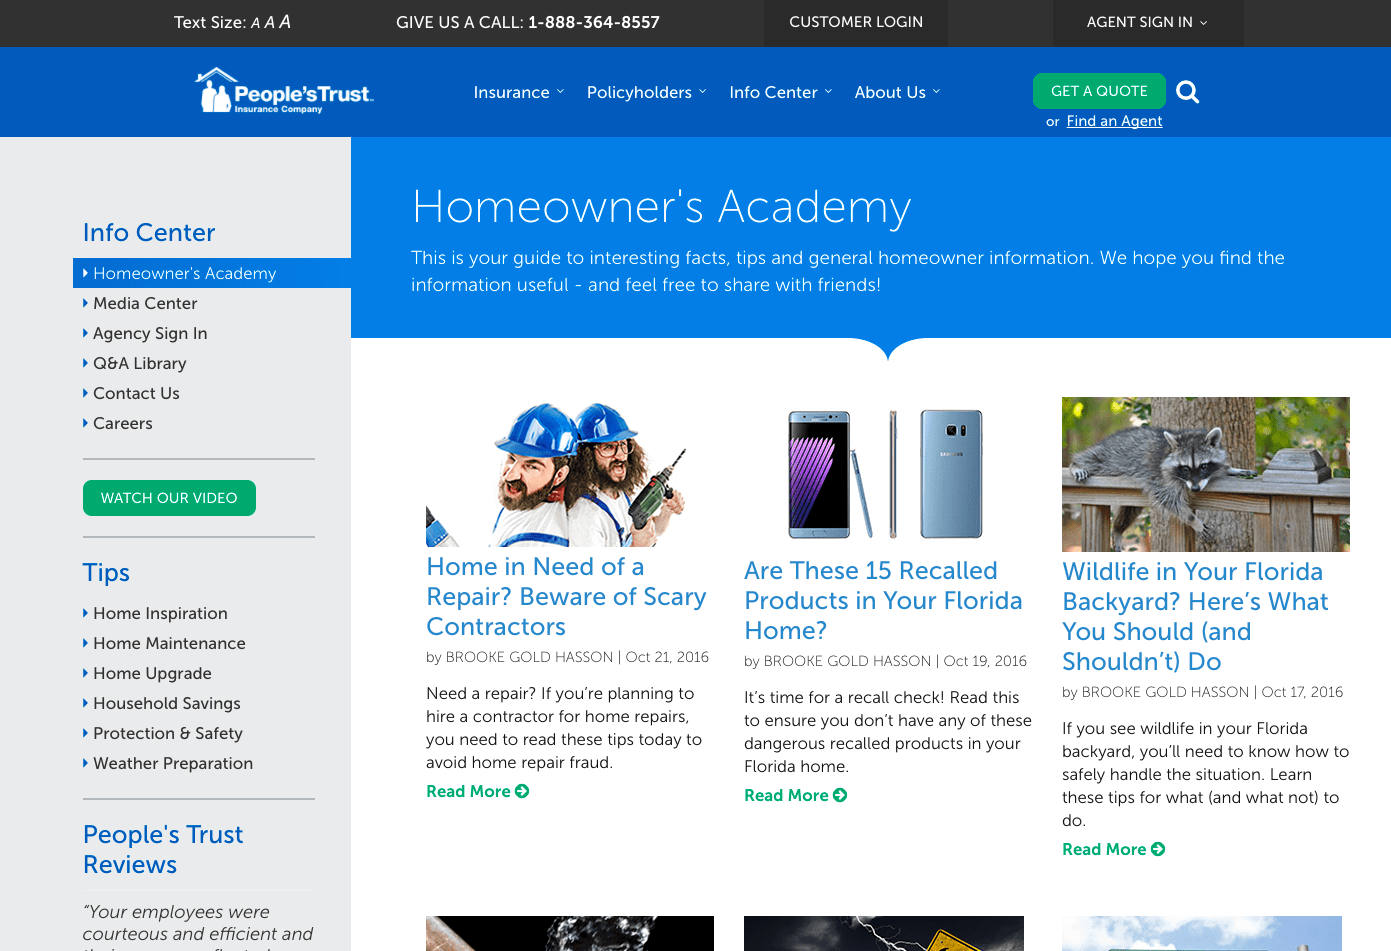 Text Size: A A A
GIVE US A CALL: 1-888-364-8557
CUSTOMER LOGIN
AGENT SIGN IN
People's Trust
Insurance Company
Insurance
Policyholders
Info Center
About Us
GET A QUOTE
or Find an Agent
Info Center
Homeowner's Academy
Media Center
Agency Sign In
Q&A Library
Contact Us
Careers
WATCH OUR VIDEO
Tips
Home Inspiration
Home Maintenance
Home Upgrade
Household Savings
Protection & Safety
Weather Preparation
People's Trust
Reviews
“Your employees were
courteous and efficient and
Homeowner's Academy
This is your guide to interesting facts, tips and general homeowner information. We hope you find the
information useful - and feel free to share with friends!
Home in Need of a
Repair? Beware of Scary
Contractors
by BROOKE GOLD HASSON | Oct 21, 2016
Need a repair? If you’re planning to
hire a contractor for home repairs,
you need to read these tips today to
avoid home repair fraud.
Read More
SAMSUNG
Are These 15 Recalled
Products in Your Florida
Home?
by BROOKE GOLD HASSON | Oct 19, 2016
It’s time for a recall check! Read this
to ensure you don’t have any of these
dangerous recalled products in your
Florida home.
Read More
Wildlife in Your Florida
Backyard? Here’s What
You Should (and
Shouldn’t) Do
by BROOKE GOLD HASSON | Oct 17, 2016
If you see wildlife in your Florida
backyard, you’ll need to know how to
safely handle the situation. Learn
these tips for what (and what not) to
do.
Read More